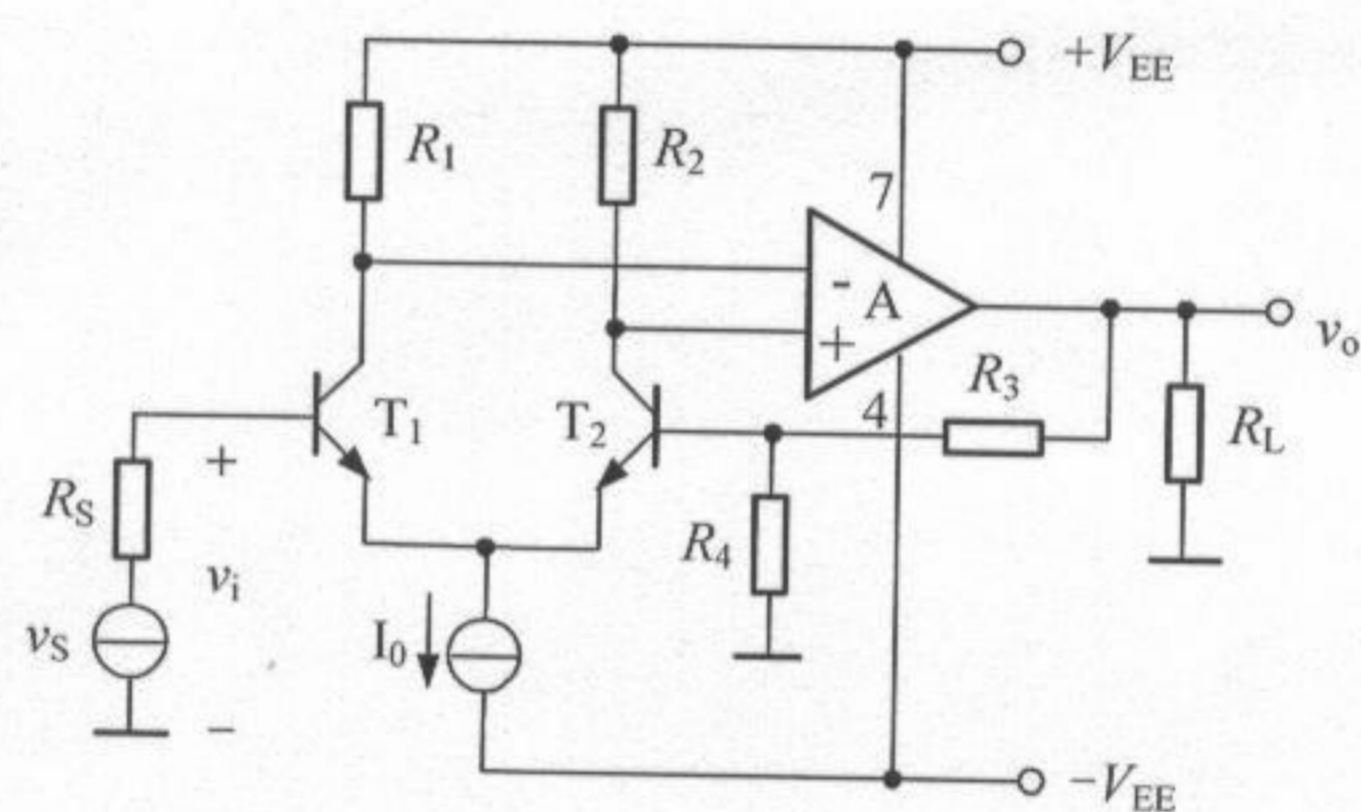 +V_EE
R_1
R_2
7
-
A
+
v_o
R_3
4
T_1
T_2
R_L
+
R_S
R_4
v_i
v_S
I_0
−
−V_EE